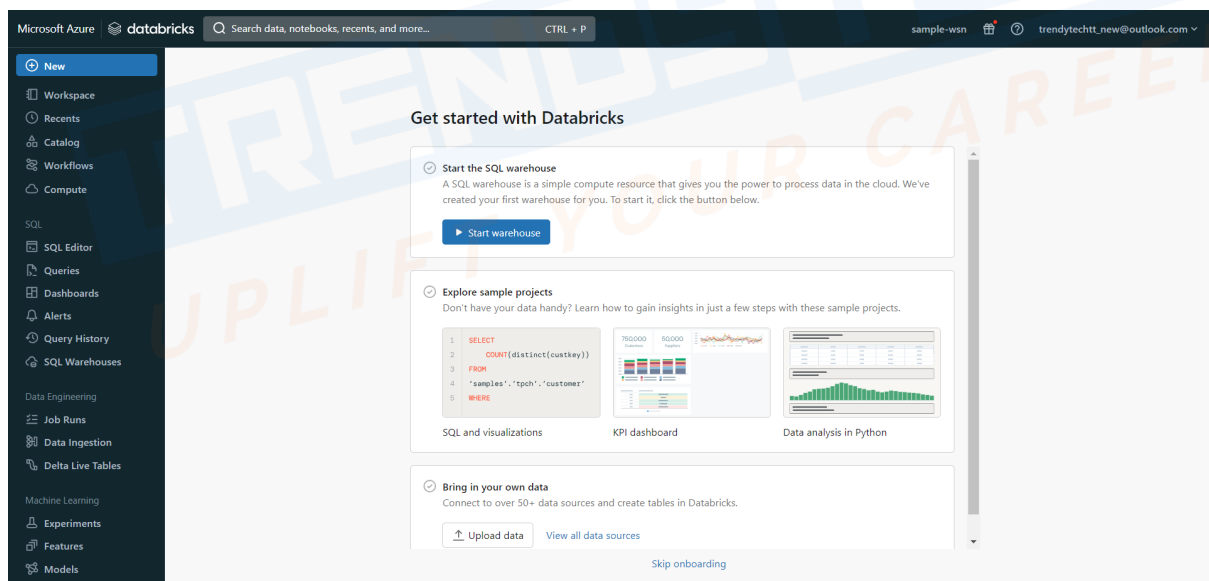 Microsoft Azure databricks Search data, notebooks, recents, and more... CTRL + P sample-wsn trendytechtt_new@outlook.com
New
Workspace
Recents
Catalog
Workflows
Compute
SQL
SQL Editor
Queries
Dashboards
Alerts
Query History
SQL Warehouses
Data Engineering
Job Runs
Data Ingestion
Delta Live Tables
Machine Learning
Experiments
Features
Models
Get started with Databricks
Start the SQL warehouse
A SQL warehouse is a simple compute resource that gives you the power to process data in the cloud. We've
created your first warehouse for you. To start it, click the button below.
Start warehouse
Explore sample projects
Don't have your data handy? Learn how to gain insights in just a few steps with these sample projects.
1 SELECT
2 COUNT(distinct(custkey))
3 FROM
4 'samples'.'tpch'.'customer'
5 WHERE
750,000 50,000
Customers Suppliers
SQL and visualizations
KPI dashboard
Data analysis in Python
Bring in your own data
Connect to over 50+ data sources and create tables in Databricks.
Upload data View all data sources
Skip onboarding
UPLIFT YOUR CAREER